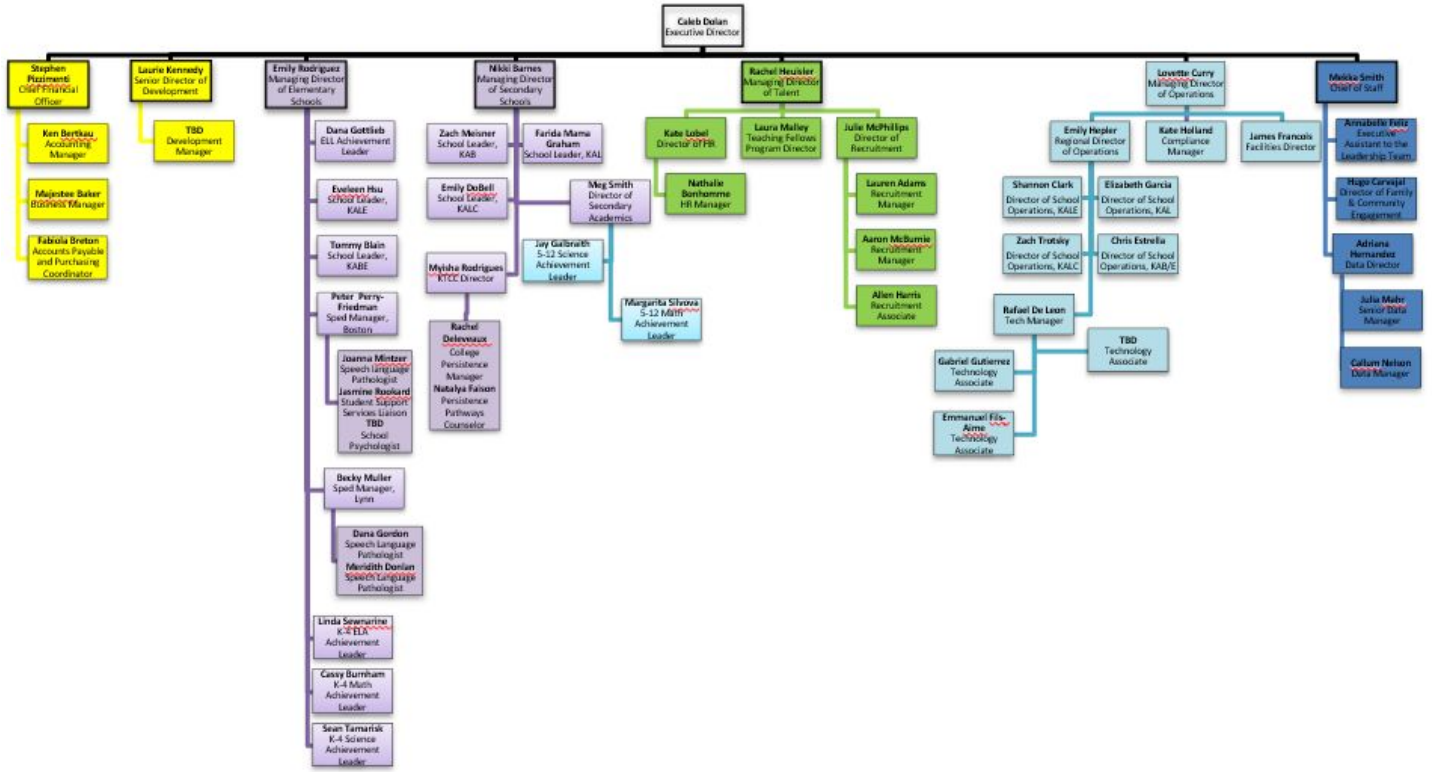 Caleb Dolan
Executive Director
Stephen
Pizzimenti
Chief Financial
Officer
Ken Bertkau
Accounting
Manager
Majestee Baker
Business Manager
Fabiola Breton
Accounts Payable
and Purchasing
Coordinator
Laurie Kennedy
Senior Director of
Development
TBD
Development
Manager
Emily Rodriguez
Managing Director
of Elementary
Schools
Dana Gottlieb
ELL Achievement
Leader
Eveleen Hsu
School Leader,
KALE
Tommy Blain
School Leader,
KABE
Peter Perry-
Friedman
Sped Manager,
Boston
Joanna Mintzer
Speech language
Pathologist
Jasmine Rookard
Student Support
Services Liaison
TBD
School
Psychologist
Becky Muller
Sped Manager,
Lynn
Dana Gordon
Speech Language
Pathologist
Meridith Donlan
Speech Language
Pathologist
Linda Sewnarine
K-4 ELA
Achievement
Leader
Cassy Burnham
K-4 Math
Achievement
Leader
Sean Tamarisk
K-4 Science
Achievement
Leader
Nikki Barnes
Managing Director
of Secondary
Schools
Zach Meisner
School Leader,
KAB
Farida Mama
Graham
School Leader, KAL
Emily DoBell
School Leader,
KALC
Meg Smith
Director of
Secondary
Academics
Jay Galbraith
5-12 Science
Achievement
Leader
Margarita Silvova
5-12 Math
Achievement
Leader
Myisha Rodrigues
KTCC Director
Rachel
Deleveaux
College
Persistence
Manager
Natalya Faison
Persistence
Pathways
Counselor
Rachel Heuisler
Managing Director
of Talent
Kate Lobel
Director of HR
Nathalie
Bonhomme
HR Manager
Laura Malley
Teaching Fellows
Program Director
Julie McPhillips
Director of
Recruitment
Lauren Adams
Recruitment
Manager
Aaron McBurnie
Recruitment
Manager
Allen Harris
Recruitment
Associate
Lovette Curry
Managing Director
of Operations
Emily Hepler
Regional Director
of Operations
Kate Holland
Compliance
Manager
James Francois
Facilities Director
Shannon Clark
Director of School
Operations, KALE
Elizabeth Garcia
Director of School
Operations, KAL
Zach Trotsky
Director of School
Operations, KALC
Chris Estrella
Director of School
Operations, KAB/E
Rafael De Leon
Tech Manager
TBD
Technology
Associate
Gabriel Gutierrez
Technology
Associate
Emmanuel Fils-
Aime
Technology
Associate
Mekka Smith
Chief of Staff
Annabelle Feliz
Executive
Assistant to the
Leadership Team
Hugo Carvajal
Director of Family
& Community
Engagement
Adriana
Hernandez
Data Director
Julia Mahr
Senior Data
Manager
Callum Nelson
Data Manager